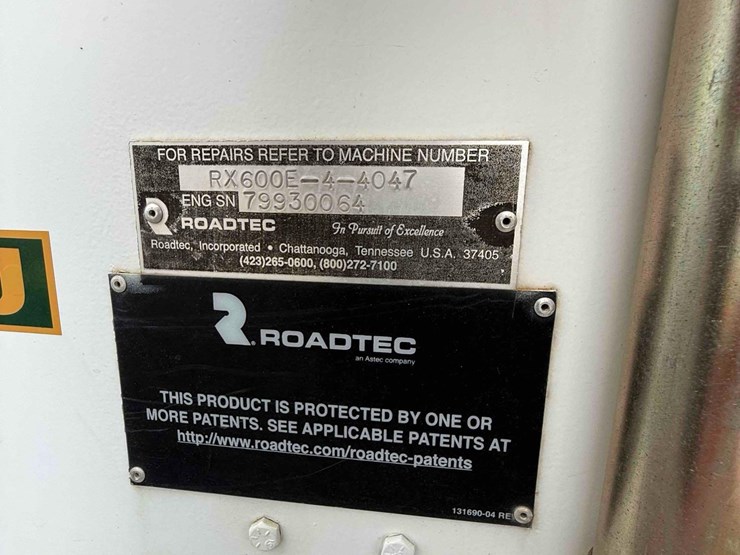 FOR REPAIRS REFER TO MACHINE NUMBER
RX600E-4-4047
ENG SN 79930064
ROADTEC In Pursuit of Excellence
Roadtec, Incorporated • Chattanooga, Tennessee U.S.A. 37405
(423)265-0600, (800)272-7100
ROADTEC
an Astec company
THIS PRODUCT IS PROTECTED BY ONE OR
MORE PATENTS. SEE APPLICABLE PATENTS AT
http://www.roadtec.com/roadtec-patents
131690-04